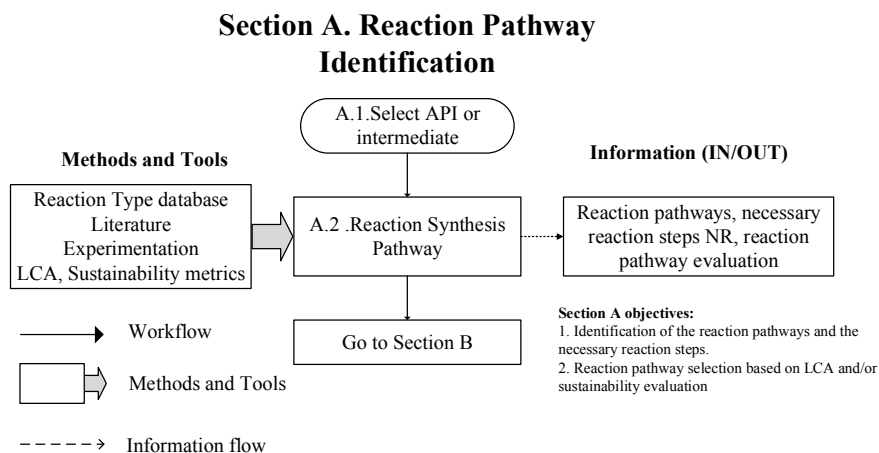 Section A. Reaction Pathway
Identification
A.1.Select API or
intermediate
Methods and Tools
Information (IN/OUT)
Reaction Type database
Literature
Experimentation
LCA, Sustainability metrics
A.2 .Reaction Synthesis
Pathway
Reaction pathways, necessary
reaction steps NR, reaction
pathway evaluation
Go to Section B
Section A objectives:
1. Identification of the reaction pathways and the
necessary reaction steps.
2. Reaction pathway selection based on LCA and/or
sustainability evaluation
Workflow
Methods and Tools
Information flow